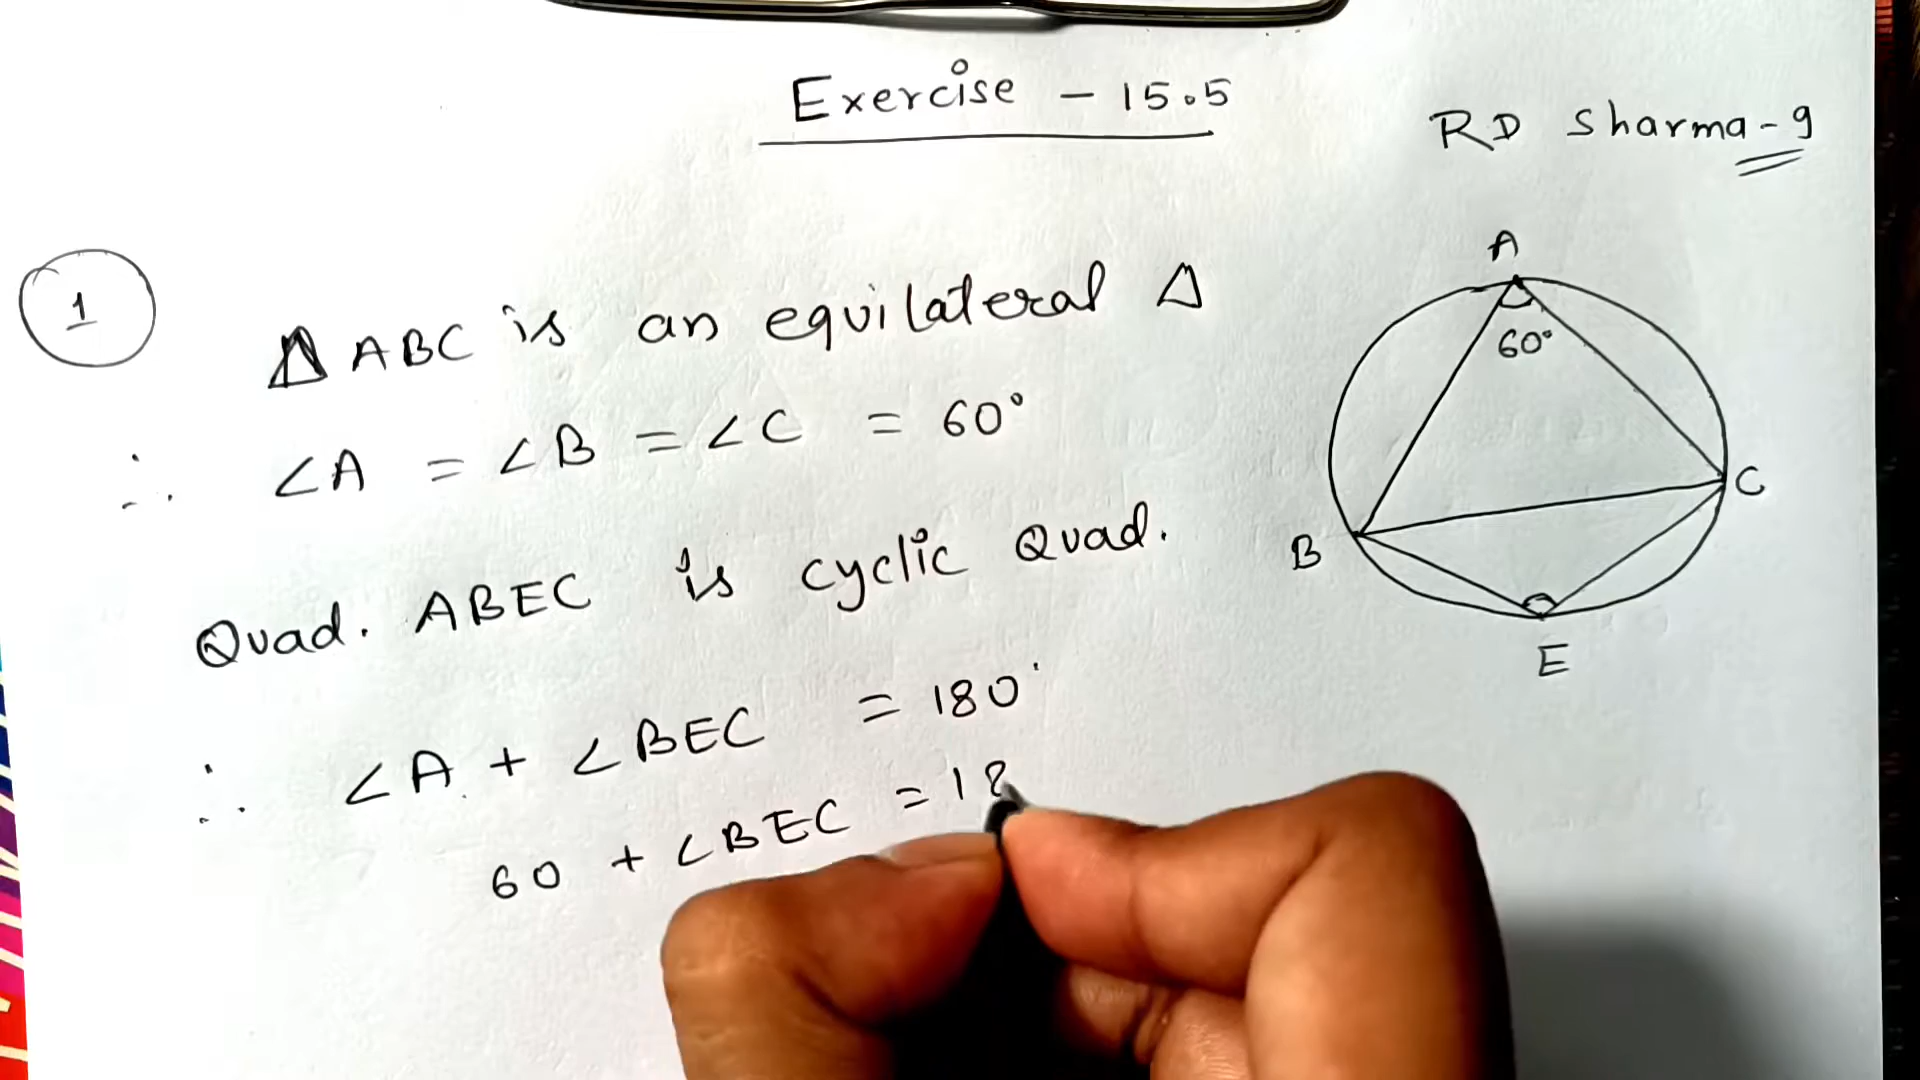 Exercise - 15.5
RD Sharma-9
1
Δ ABC is an equilateral Δ
∴ ∠A = ∠B = ∠C = 60°
Quad. ABEC is cyclic Quad.
∴ ∠A + ∠BEC = 180°
60 + ∠BEC = 18
A
60°
B
C
E